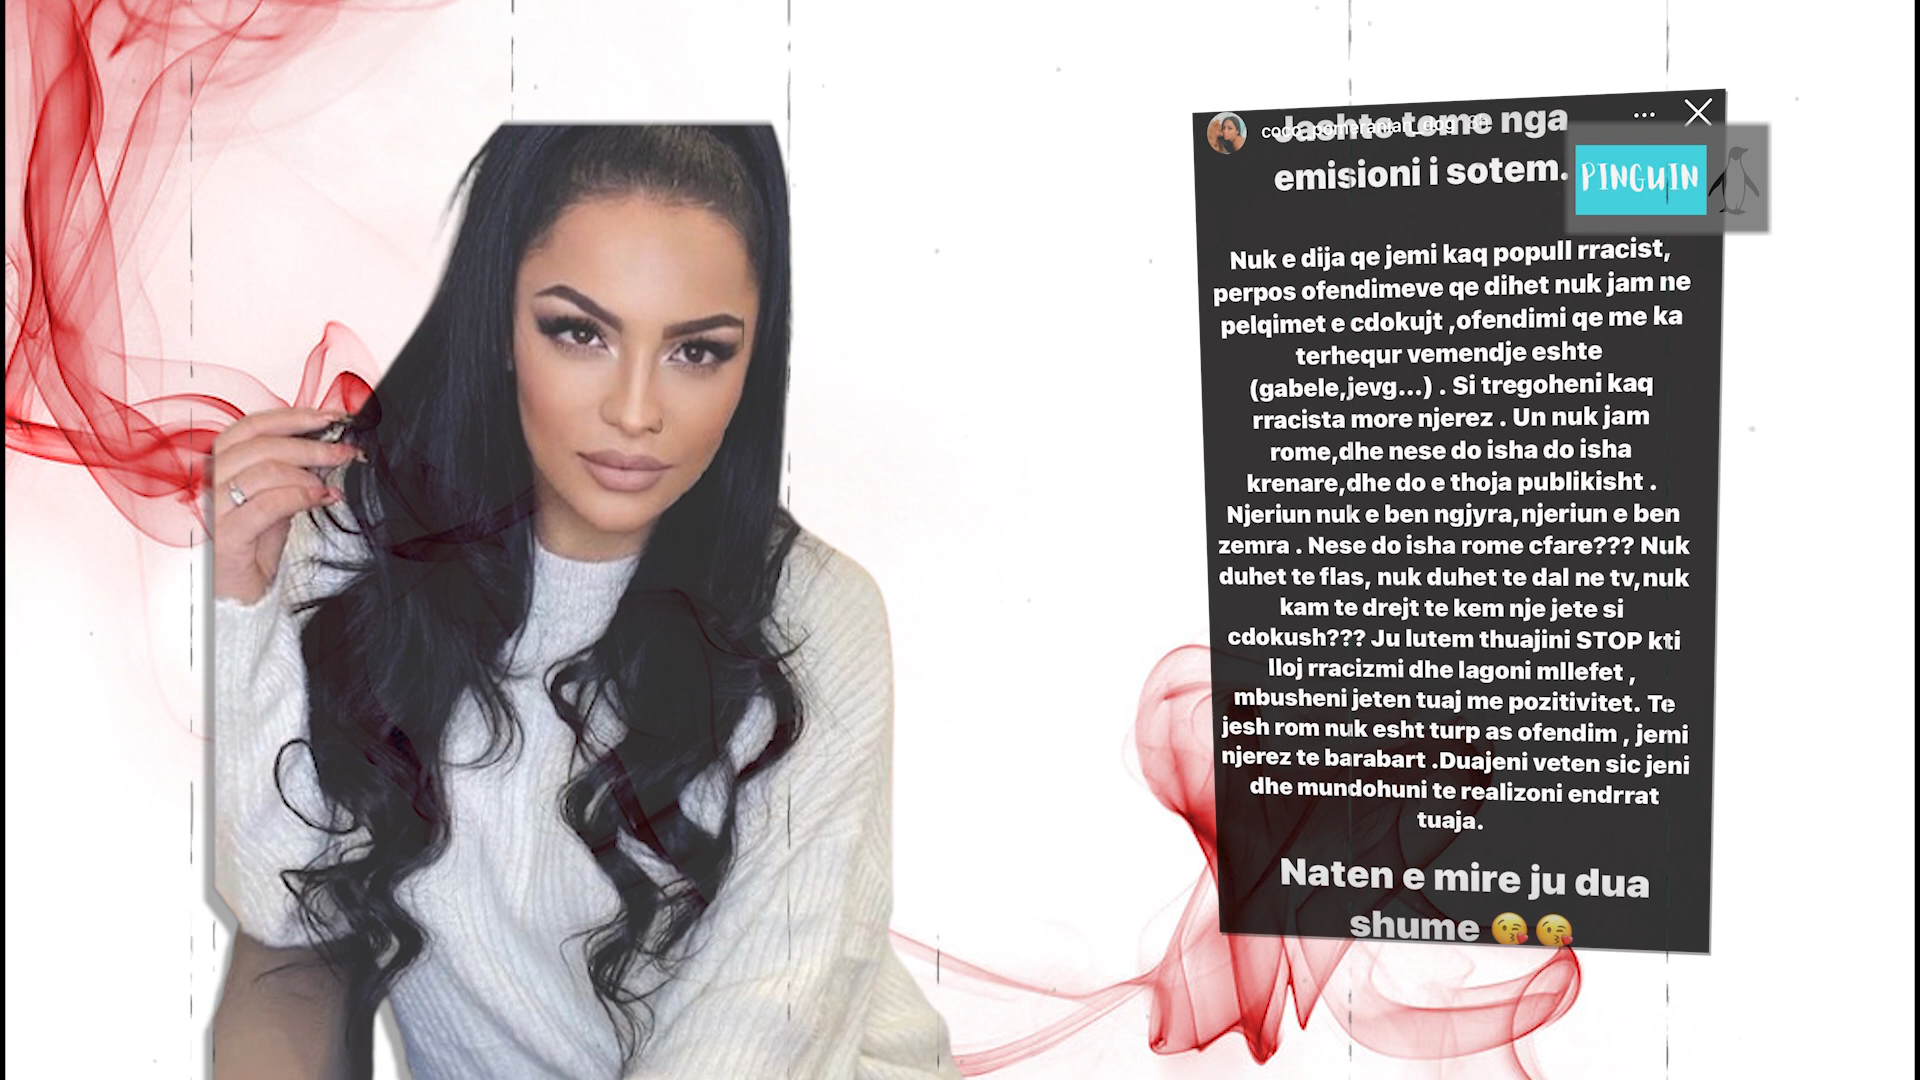 Jashte teme nga
emisioni i sotem.
PINGUIN
Nuk e dija qe jemi kaq popull rracist,
perpos ofendimeve qe dihet nuk jam ne
pelqimet e cdokujt ,ofendimi qe me ka
terhequr vemendje eshte
(gabele,jevg...) . Si tregoheni kaq
rracista more njerez . Un nuk jam
rome,dhe nese do isha do isha
krenare,dhe do e thoja publikisht .
Njeriun nuk e ben ngjyra,njeriun e ben
zemra . Nese do isha rome cfare??? Nuk
duhet te flas, nuk duhet te dal ne tv,nuk
kam te drejt te kem nje jete si
cdokush??? Ju lutem thuajini STOP kti
lloj rracizmi dhe lagoni mllefet ,
mbusheni jeten tuaj me pozitivitet. Te
jesh rom nuk esht turp as ofendim , jemi
njerez te barabart .Duajeni veten sic jeni
dhe mundohuni te realizoni endrrat
tuaja.
Naten e mire ju dua
shume 😘😘